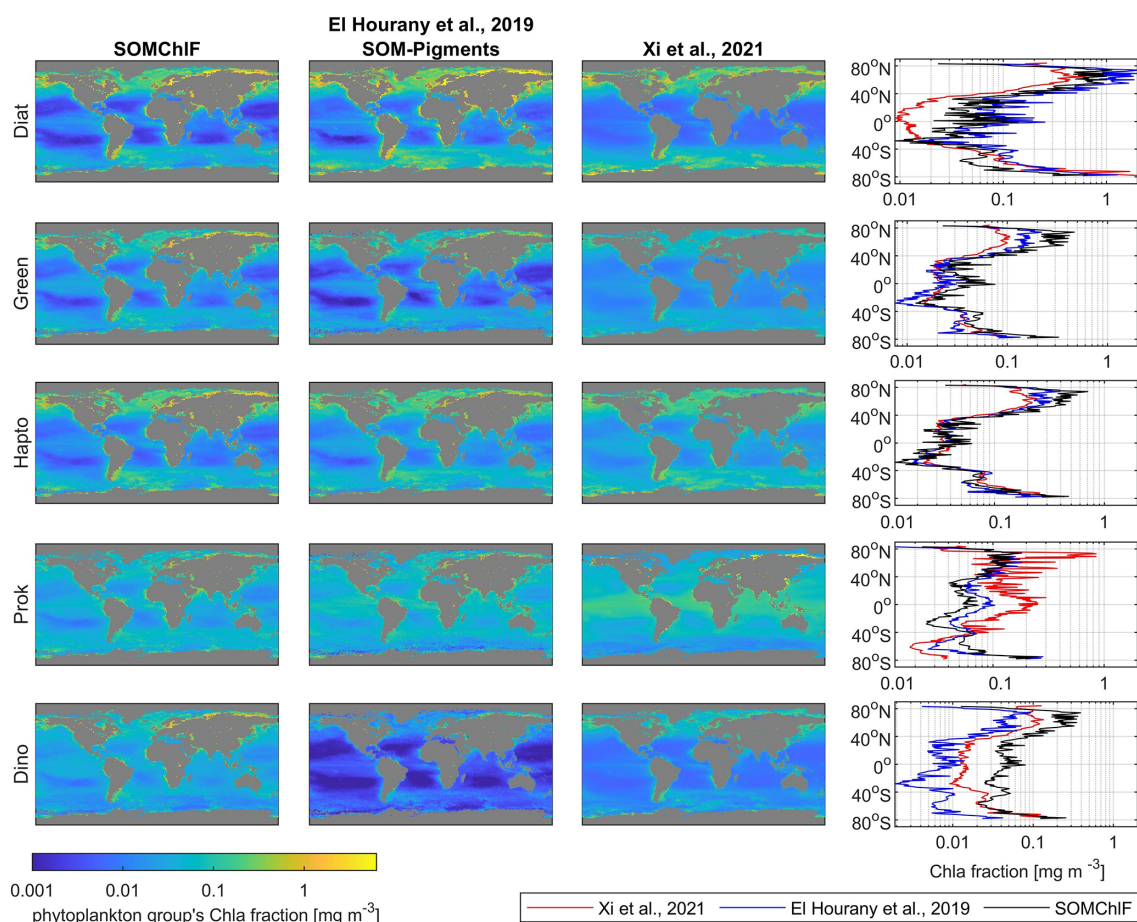 El Hourany et al., 2019
SOMChlF SOM-Pigments Xi et al., 2021
Diat
80°N
40°N
0°
40°S
80°S
0.01 0.1 1
Green
80°N
40°N
0°
40°S
80°S
0.01 0.1 1
Hapto
80°N
40°N
0°
40°S
80°S
0.01 0.1 1
Prok
80°N
40°N
0°
40°S
80°S
0.01 0.1 1
Dino
80°N
40°N
0°
40°S
80°S
0.01 0.1 1
Chla fraction [mg m⁻³]
0.001 0.01 0.1 1
phytoplankton group's Chla fraction [mg m⁻³]
Xi et al., 2021 El Hourany et al., 2019 SOMChlF